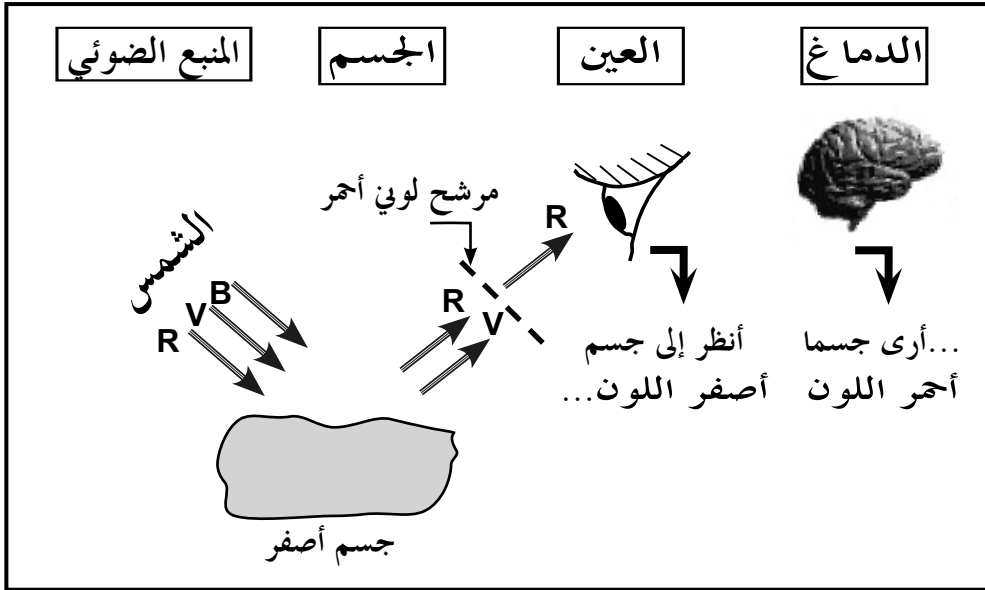 الدماغ
العين
الجسم
المنبع الضوئي
مرشح لوني أحمر
R
الشمس
B
V
R
R
V
أنظر إلى جسم
أصفر اللون...
...أرى جسما
أحمر اللون
جسم أصفر